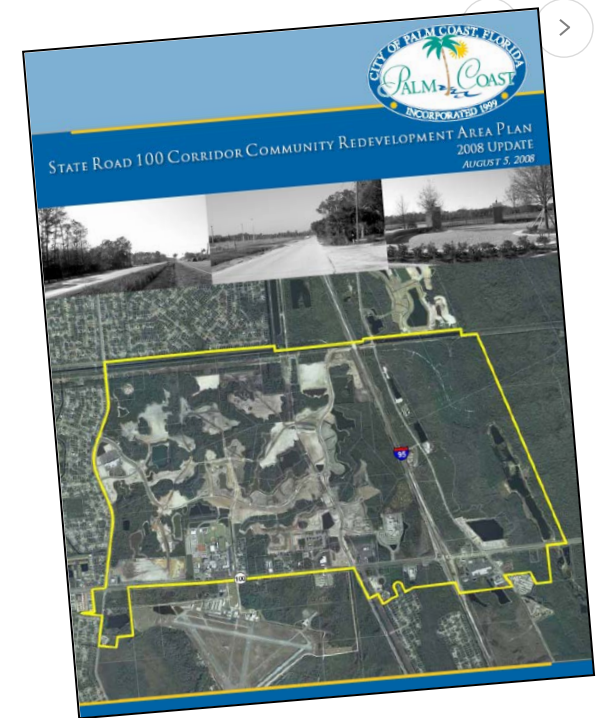 CITY OF PALM COAST, FLORIDA
PALM COAST
INCORPORATED 1999
STATE ROAD 100 CORRIDOR COMMUNITY REDEVELOPMENT AREA PLAN
2008 UPDATE
AUGUST 5, 2008
95
100